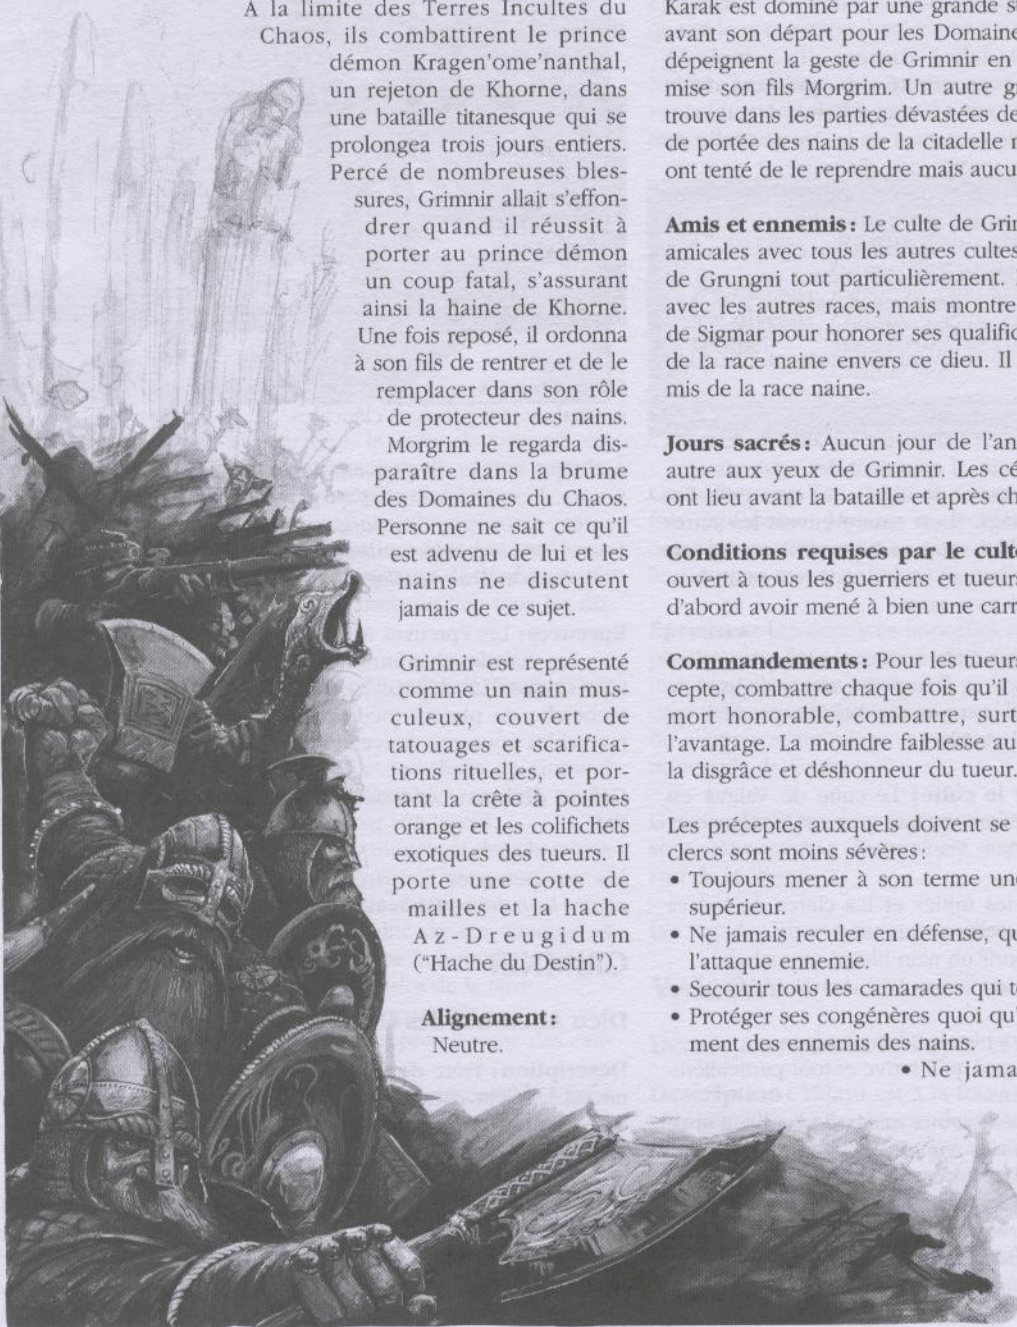 À la limite des Terres Incultes du
Chaos, ils combattirent le prince
démon Kragen'ome'nanthal,
un rejeton de Khorne, dans
une bataille titanesque qui se
prolongea trois jours entiers.
Percé de nombreuses bles-
sures, Grimnir allait s'effon-
drer quand il réussit à
porter au prince démon
un coup fatal, s'assurant
ainsi la haine de Khorne.
Une fois reposé, il ordonna
à son fils de rentrer et de le
remplacer dans son rôle
de protecteur des nains.
Morgrim le regarda dis-
paraître dans la brume
des Domaines du Chaos.
Personne ne sait ce qu'il
est advenu de lui et les
nains ne discutent
jamais de ce sujet.
Grimnir est représenté
comme un nain mus-
culeux, couvert de
tatouages et scarifica-
tions rituelles, et por-
tant la crête à pointes
orange et les colifichets
exotiques des tueurs. Il
porte une cotte de
mailles et la hache
Az-Dreugidum
("Hache du Destin").
Alignement:
Neutre.
Karak est dominé par une grande s
avant son départ pour les Domaine
dépeignent la geste de Grimnir en
mise son fils Morgrim. Un autre g
trouve dans les parties dévastées de
de portée des nains de la citadelle
ont tenté de le reprendre mais aucu
Amis et ennemis: Le culte de Grim
amicales avec tous les autres cultes
de Grungni tout particulièrement.
avec les autres races, mais montre
de Sigmar pour honorer ses qualific
de la race naine envers ce dieu. Il
mis de la race naine.
Jours sacrés: Aucun jour de l'an
autre aux yeux de Grimnir. Les cé
ont lieu avant la bataille et après ch
Conditions requises par le culte
ouvert à tous les guerriers et tueurs
d'abord avoir mené à bien une carr
Commandements: Pour les tueurs
cepte, combattre chaque fois qu'il
mort honorable, combattre, surt
l'avantage. La moindre faiblesse au
la disgrâce et déshonneur du tueur.
Les préceptes auxquels doivent se
clercs sont moins sévères:
• Toujours mener à son terme une
supérieur.
• Ne jamais reculer en défense, qu
l'attaque ennemie.
• Secourir tous les camarades qui t
• Protéger ses congénères quoi qu'
ment des ennemis des nains.
• Ne jama